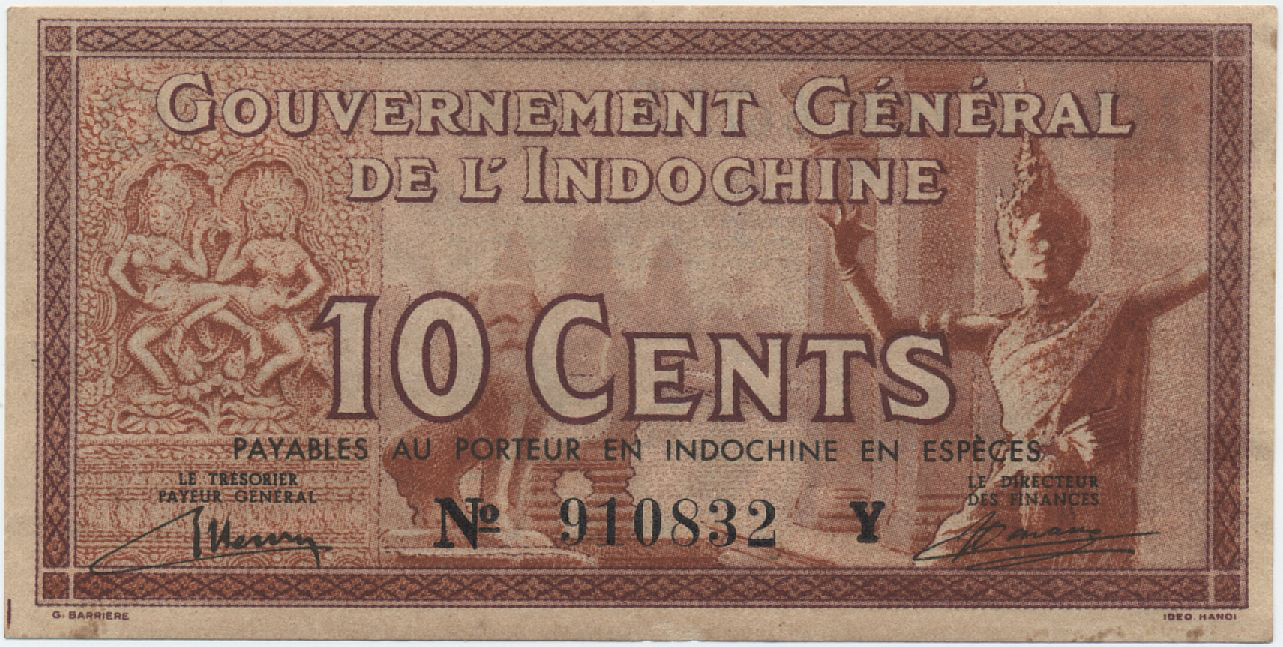 GOUVERNEMENT GÉNÉRAL
DE L'INDOCHINE
10 CENTS
PAYABLES AU PORTEUR EN INDOCHINE EN ESPÈCES
LE TRÉSORIER
PAYEUR GÉNÉRAL
LE DIRECTEUR
DES FINANCES
Nº 910832 Y
G. BARRIÈRE
IDEO. HANOI